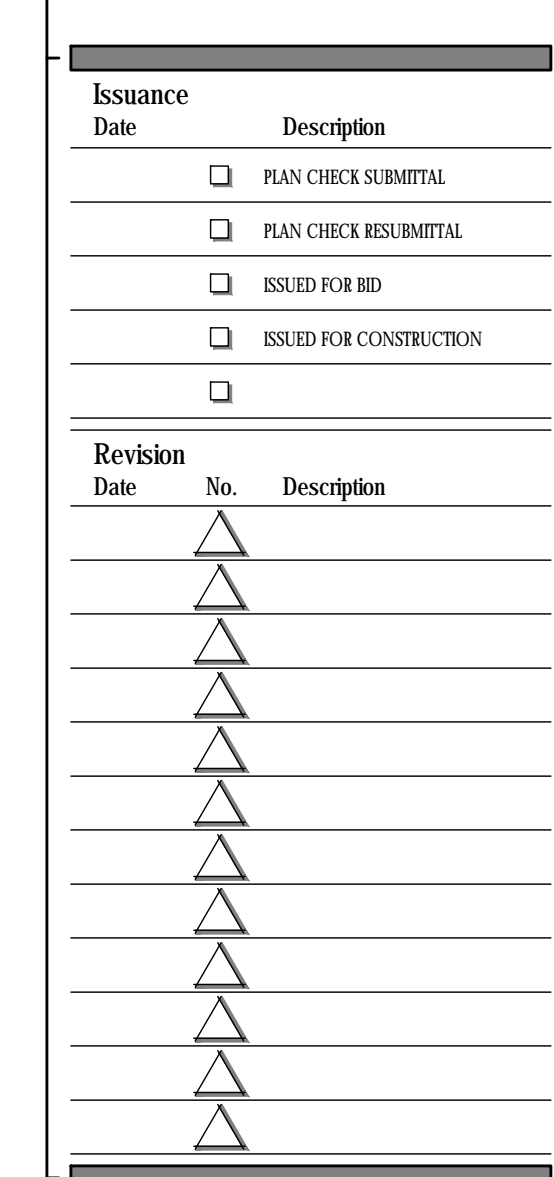 Issuance
Date Description
PLAN CHECK SUBMITTAL
PLAN CHECK RESUBMITTAL
ISSUED FOR BID
ISSUED FOR CONSTRUCTION
Revision
Date No. Description